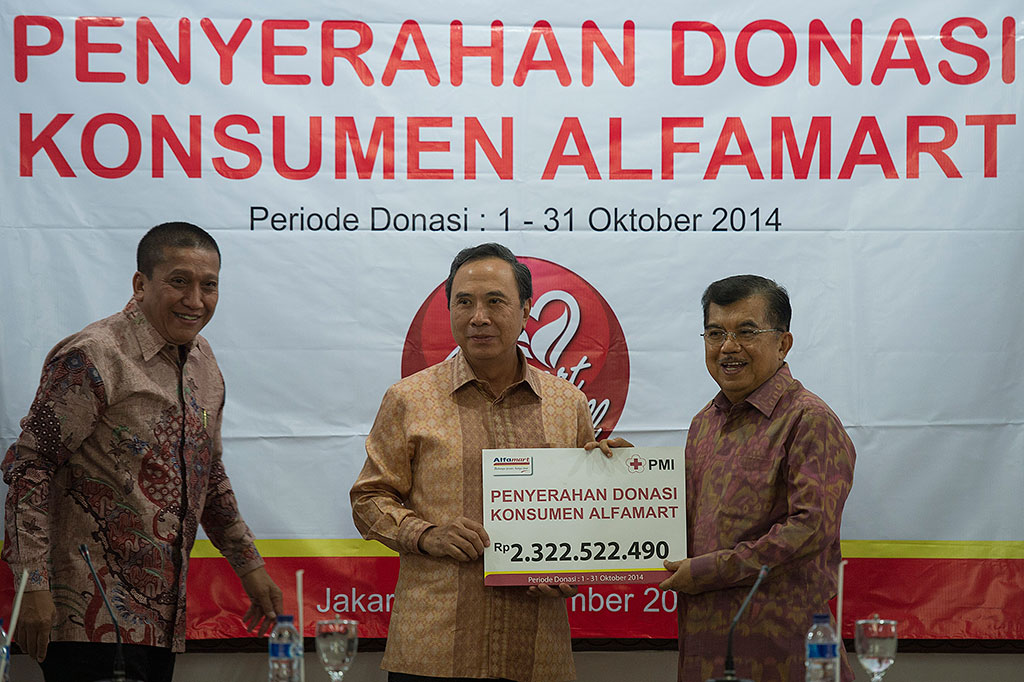 PENYERAHAN DONASI
KONSUMEN ALFAMART
Periode Donasi : 1 - 31 Oktober 2014
Alfamart
PMI
PENYERAHAN DONASI
KONSUMEN ALFAMART
Rp2.322.522.490
Periode Donasi : 1 - 31 Oktober 2014